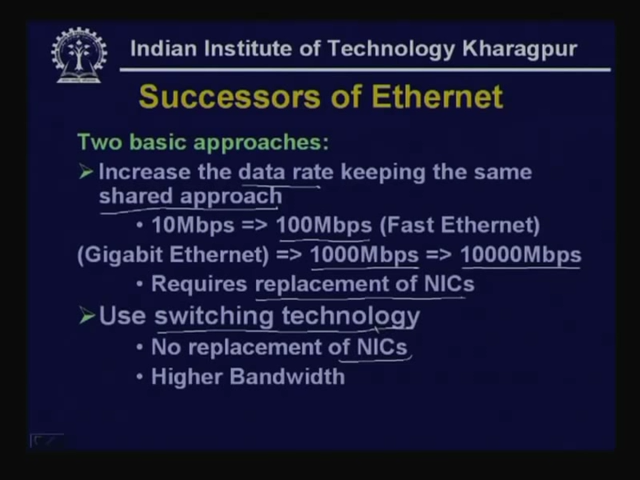 Indian Institute of Technology Kharagpur
Successors of Ethernet
Two basic approaches:
Increase the data rate keeping the same
shared approach
• 10Mbps => 100Mbps (Fast Ethernet)
(Gigabit Ethernet) => 1000Mbps => 10000Mbps
• Requires replacement of NICs
Use switching technology
• No replacement of NICs
• Higher Bandwidth